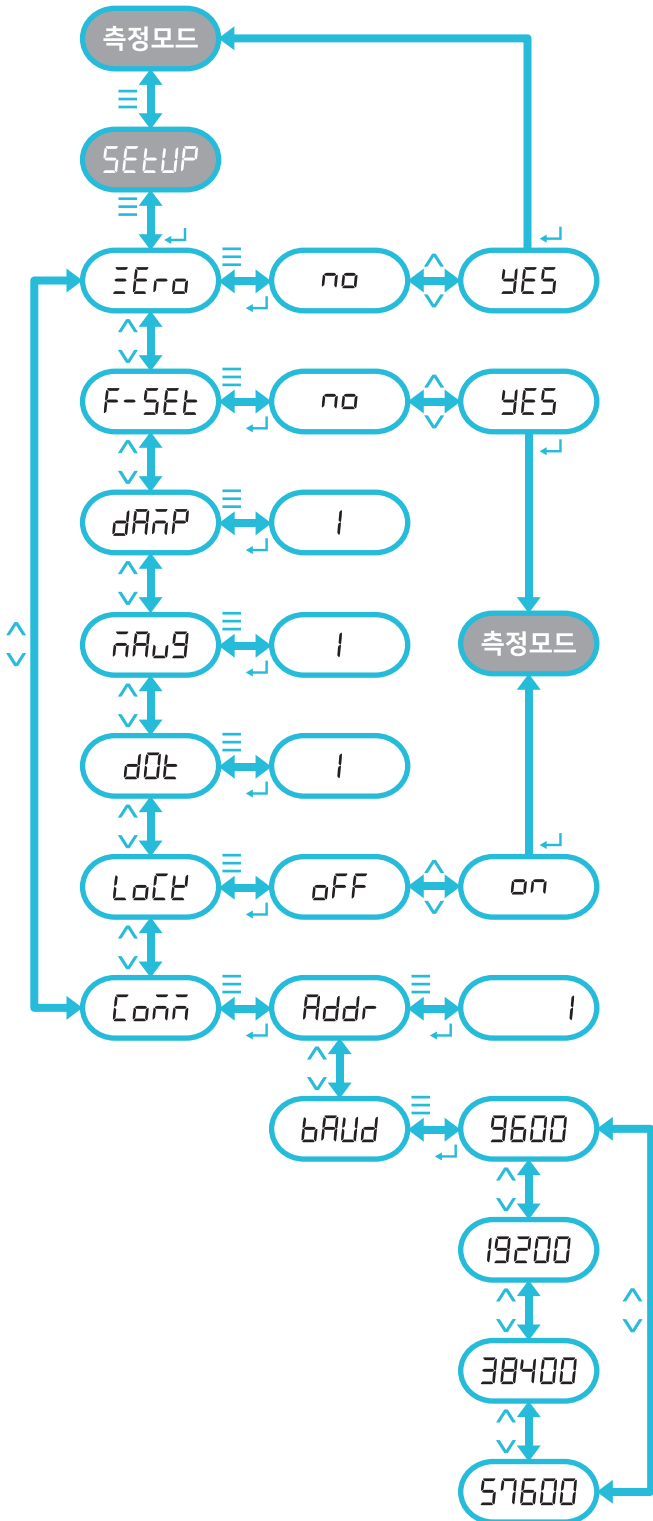 측정모드
SEtUP
ZEro no YES
F-SEt no YES
dAMP 1
MAvg 1
측정모드
dOt 1
LoCK oFF on
CoMM Addr 1
bAUd 9600
19200
38400
57600